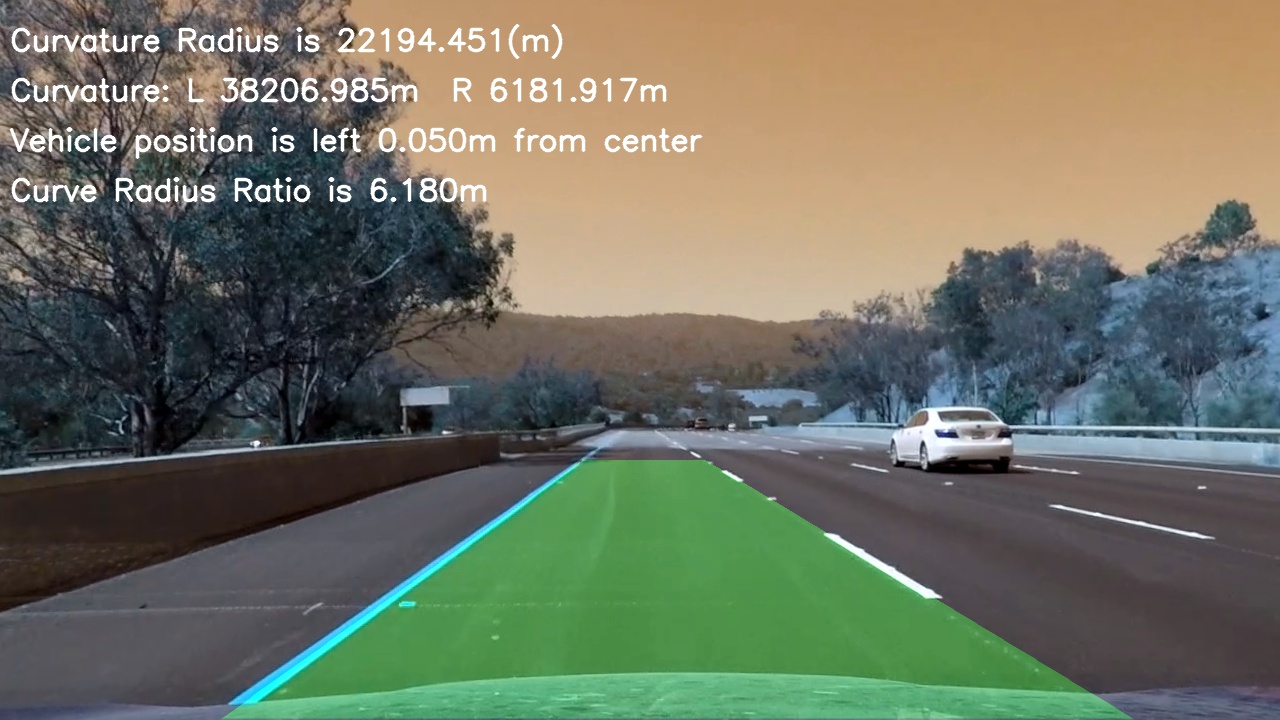 Curvature Radius is 22194.451(m)
Curvature: L 38206.985m R 6181.917m
Vehicle position is left 0.050m from center
Curve Radius Ratio is 6.180m